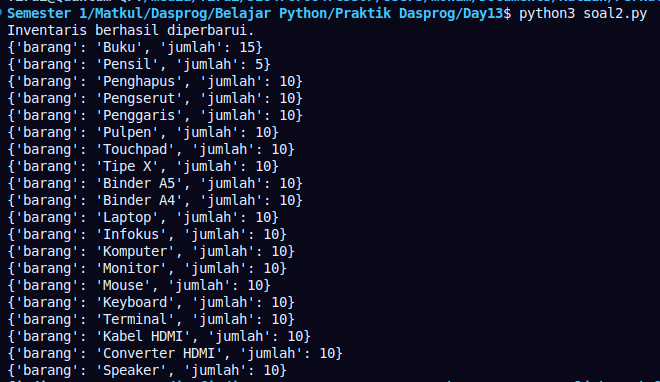 Semester 1/Matkul/Dasprog/Belajar Python/Praktik Dasprog/Day13$ python3 soal2.py
Inventaris berhasil diperbarui.
{'barang': 'Buku', 'jumlah': 15}
{'barang': 'Pensil', 'jumlah': 5}
{'barang': 'Penghapus', 'jumlah': 10}
{'barang': 'Pengserut', 'jumlah': 10}
{'barang': 'Penggaris', 'jumlah': 10}
{'barang': 'Pulpen', 'jumlah': 10}
{'barang': 'Touchpad', 'jumlah': 10}
{'barang': 'Tipe X', 'jumlah': 10}
{'barang': 'Binder A5', 'jumlah': 10}
{'barang': 'Binder A4', 'jumlah': 10}
{'barang': 'Laptop', 'jumlah': 10}
{'barang': 'Infokus', 'jumlah': 10}
{'barang': 'Komputer', 'jumlah': 10}
{'barang': 'Monitor', 'jumlah': 10}
{'barang': 'Mouse', 'jumlah': 10}
{'barang': 'Keyboard', 'jumlah': 10}
{'barang': 'Terminal', 'jumlah': 10}
{'barang': 'Kabel HDMI', 'jumlah': 10}
{'barang': 'Converter HDMI', 'jumlah': 10}
{'barang': 'Speaker', 'jumlah': 10}